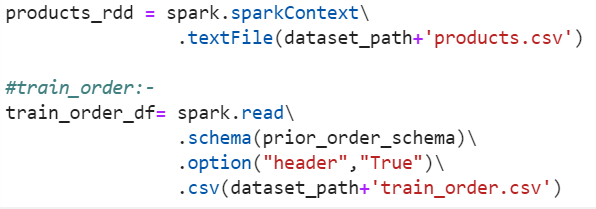 products_rdd = spark.sparkContext\
.textFile(dataset_path+'products.csv')
#train_order:-
train_order_df= spark.read\
.schema(prior_order_schema)\
.option("header","True")\
.csv(dataset_path+'train_order.csv')